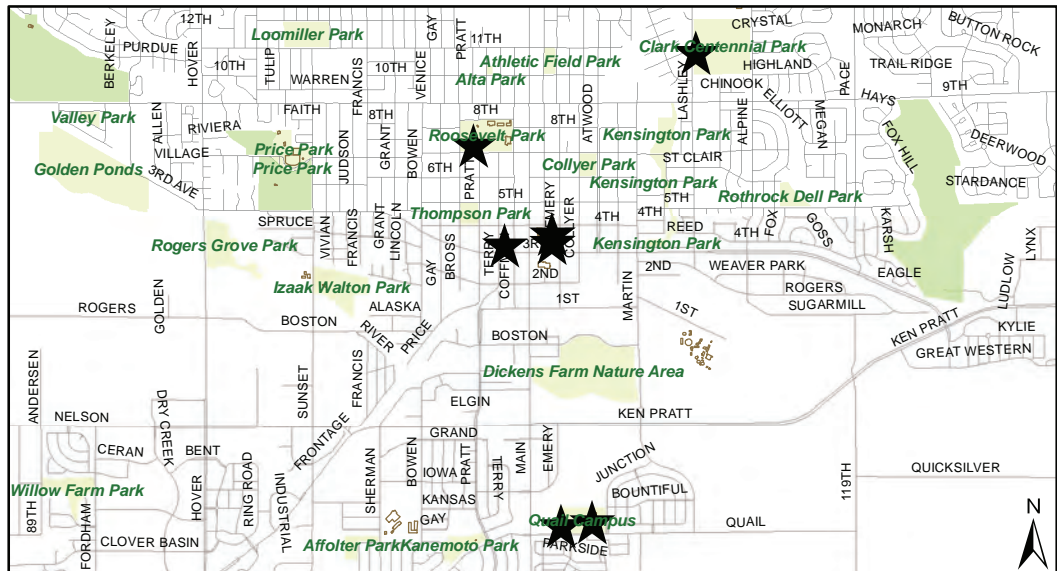 12TH
GAY
PRATT
CRYSTAL
MONARCH
BUTTON ROCK
BERKELEY
PURDUE
HOVER
TULIP
Loomiller Park
11TH
Clark Centennial Park
10TH
10TH
VENICE
Athletic Field Park
HIGHLAND
TRAIL RIDGE
WARREN
FRANCIS
Alta Park
LASHLEY
CHINOOK
PACE
9TH
ELLIOTT
HAYS
Valley Park
ALLEN
FAITH
8TH
8TH
8TH
ATWOOD
ALPINE
MEGAN
FOX HILL
RIVIERA
Roosevelt Park
Kensington Park
DEERWOOD
VILLAGE
Price Park
JUDSON
GRANT
BOWEN
Golden Ponds
3RD AVE
Price Park
6TH
PRATT
Collyer Park
ST CLAIR
STARDANCE
Kensington Park
5TH
5TH
Rothrock Dell Park
SPRUCE
GRANT
LINCOLN
Thompson Park
EMERY
COLLYER
4TH
4TH
REED
4TH
FOX
GOSS
KARSH
LYNX
Rogers Grove Park
VIVIAN
FRANCIS
GAY
BROSS
TERRY
3RD
Kensington Park
2ND
2ND
WEAVER PARK
EAGLE
LUDLOW
Izaak Walton Park
ROGERS
ROGERS
GOLDEN
ALASKA
1ST
MARTIN
1ST
SUGARMILL
BOSTON
RIVER
PRICE
BOSTON
KEN PRATT
KYLIE
GREAT WESTERN
ANDERSEN
SUNSET
FRANCIS
Dickens Farm Nature Area
NELSON
DRY CREEK
ELGIN
KEN PRATT
CERAN
BENT
FRONTAGE
GRAND
BOWEN
PRATT
MAIN
EMERY
JUNCTION
119TH
QUICKSILVER
Willow Farm Park
HOVER
RING ROAD
INDUSTRIAL
SHERMAN
IOWA
TERRY
KANSAS
BOUNTIFUL
89TH
FORDHAM
GAY
Quail Campus
QUAIL
CLOVER BASIN
Affolter Park
Kanemoto Park
PARKSIDE
N